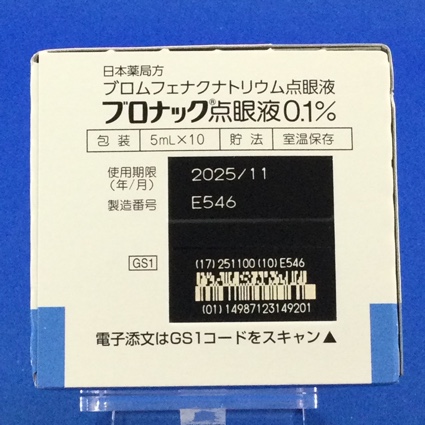 日本薬局方
ブロムフェナクナトリウム点眼液
ブロナック®点眼液0.1%
包装 5mL×10 貯法 室温保存
使用期限 2025/11
(年/月)
製造番号 E546
GS1
(17)251100(10)E546
(01)14987123149201
電子添文はGS1コードをスキャン▲